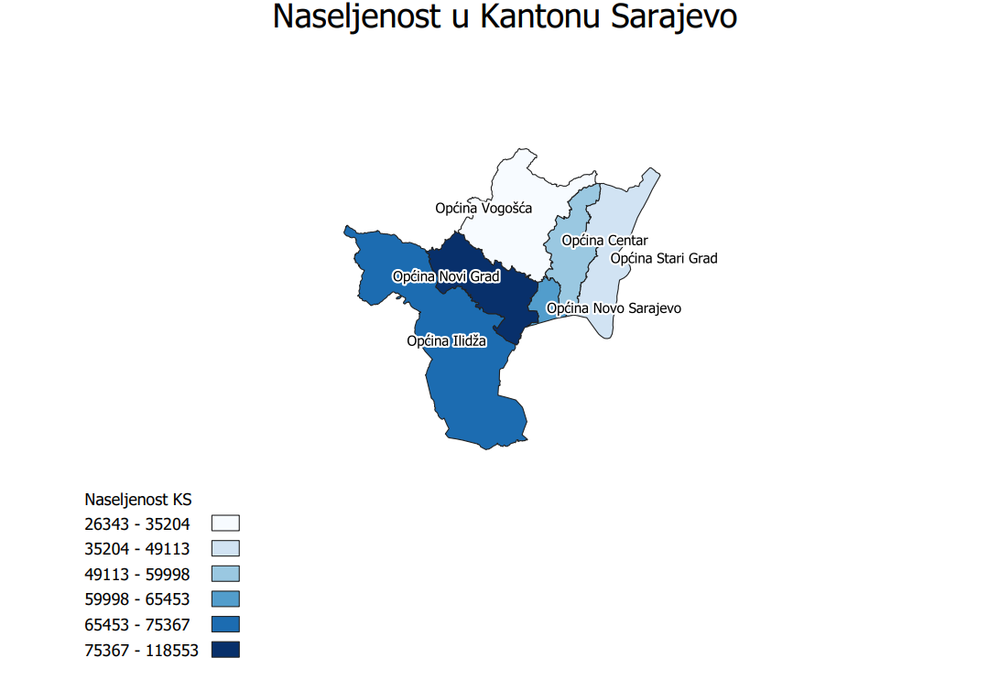 Naseljenost u Kantonu Sarajevo
Općina Vogošća
Općina Centar
Općina Stari Grad
Općina Novi Grad
Općina Novo Sarajevo
Općina Ilidža
Naseljenost KS
26343 - 35204
35204 - 49113
49113 - 59998
59998 - 65453
65453 - 75367
75367 - 118553